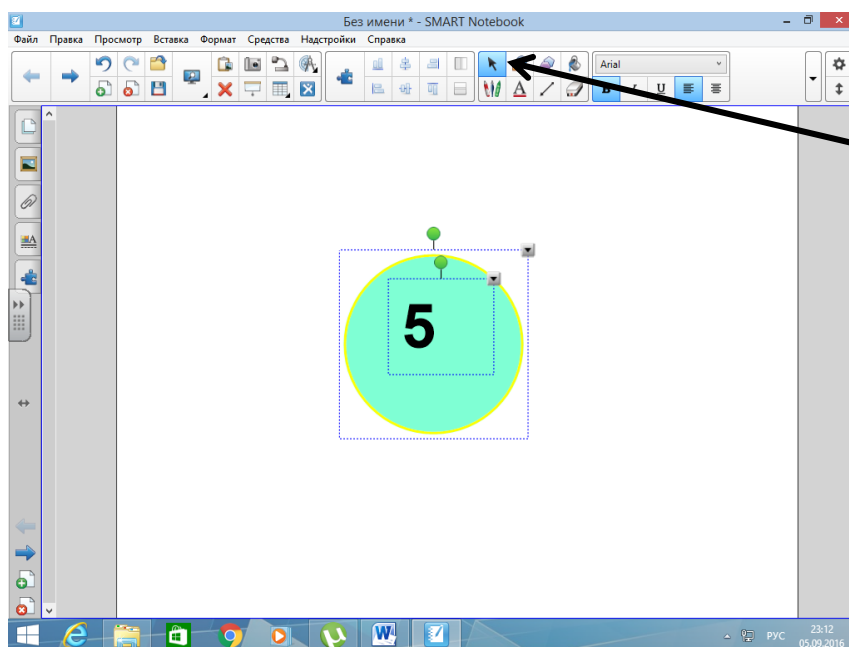 Без имени * - SMART Notebook
Файл Правка Просмотр Вставка Формат Средства Надстройки Справка
Arial
A U
5
РУС 23:12
05.09.2016